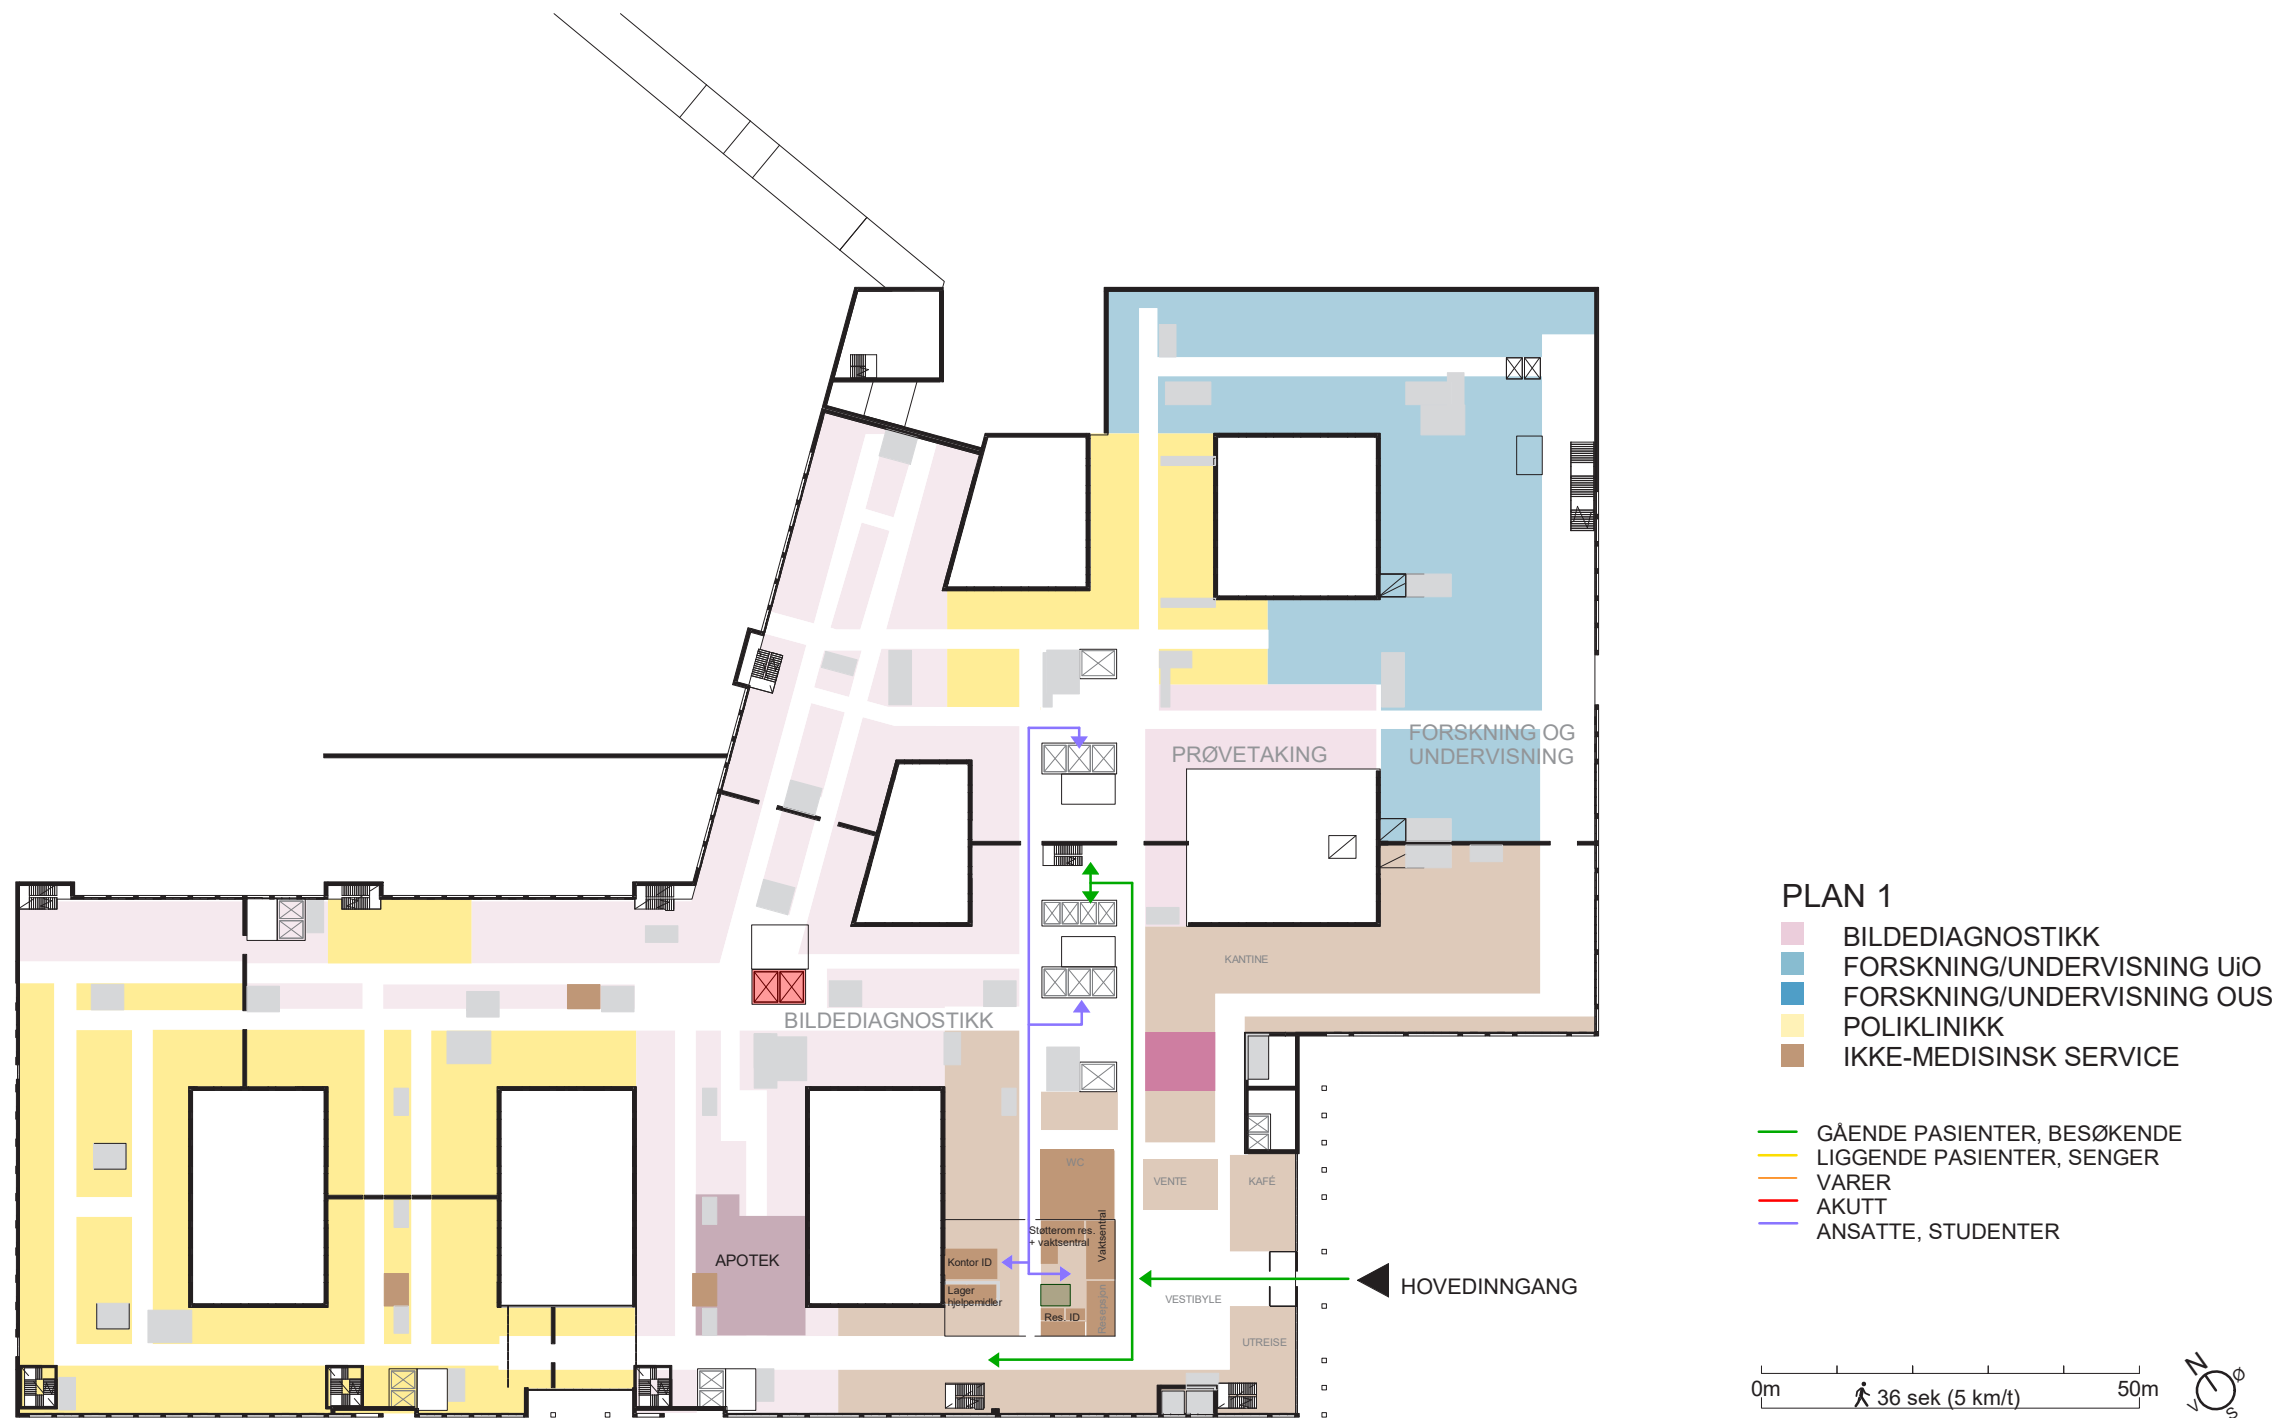 FORSKNING OG
UNDERVISNING
PRØVETAKING
KANTINE
BILDEDIAGNOSTIKK
WC
VENTE
KAFÉ
Støtterom res.
+ vaktsentral
Vaktsentral
APOTEK
Kontor ID
Lager
hjelpemidler
Res. ID
Resepsjon
VESTIBYLE
HOVEDINNGANG
UTREISE
PLAN 1
BILDEDIAGNOSTIKK
FORSKNING/UNDERVISNING UiO
FORSKNING/UNDERVISNING OUS
POLIKLINIKK
IKKE-MEDISINSK SERVICE
GÅENDE PASIENTER, BESØKENDE
LIGGENDE PASIENTER, SENGER
VARER
AKUTT
ANSATTE, STUDENTER
0m
36 sek (5 km/t)
50m
N
Ø
V
S